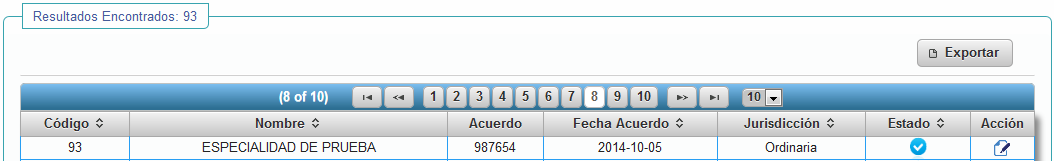 Resultados Encontrados: 93
Exportar
(8 of 10) 1 2 3 4 5 6 7 8 9 10 10
Código Nombre Acuerdo Fecha Acuerdo Jurisdicción Estado Acción
93 ESPECIALIDAD DE PRUEBA 987654 2014-10-05 Ordinaria